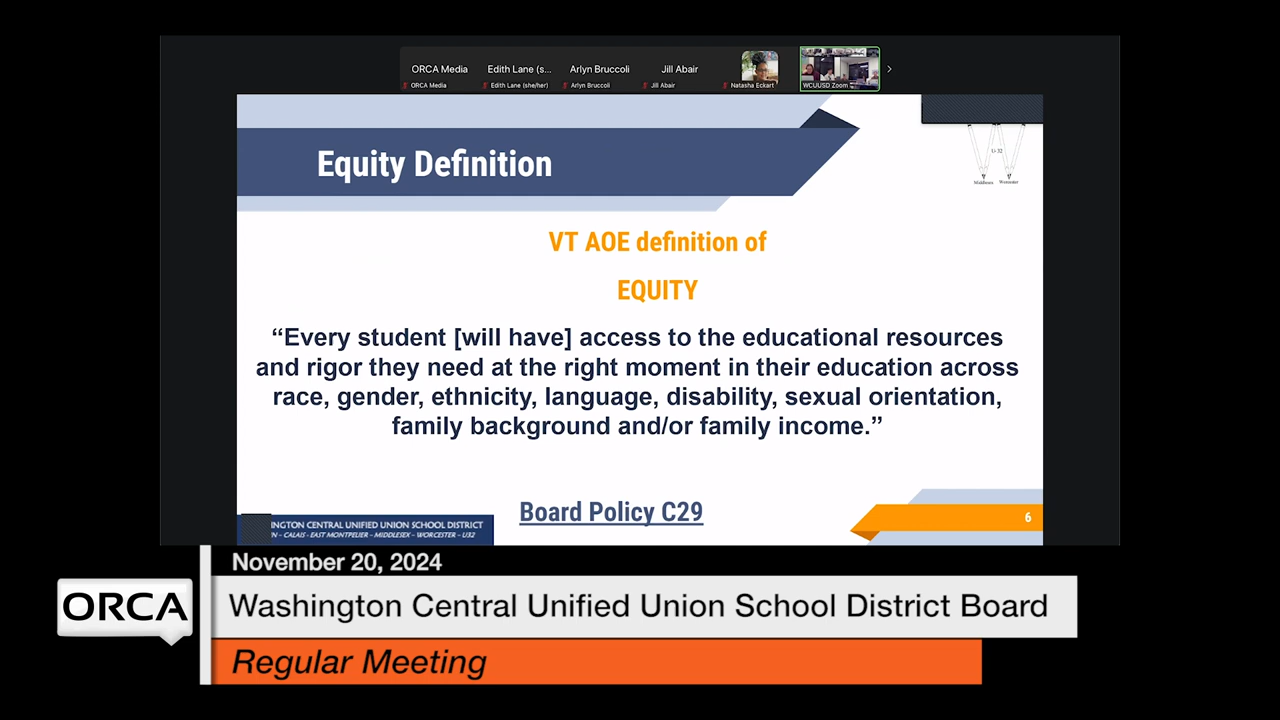 ORCA Media
Edith Lane (s...
Arlyn Bruccoli
Jill Abair
ORCA Media
Edith Lane (she/her)
Arlyn Bruccoli
Jill Abair
Natasha Eckart
WCUUSD Zoom
Equity Definition
U-32
Middlesex
Worcester
VT AOE definition of
EQUITY
“Every student [will have] access to the educational resources
and rigor they need at the right moment in their education across
race, gender, ethnicity, language, disability, sexual orientation,
family background and/or family income.”
Board Policy C29
6
INGTON CENTRAL UNIFIED UNION SCHOOL DISTRICT
N – CALAIS - EAST MONTPELIER – MIDDLESEX – WORCESTER – U32
November 20, 2024
ORCA
Washington Central Unified Union School District Board
Regular Meeting